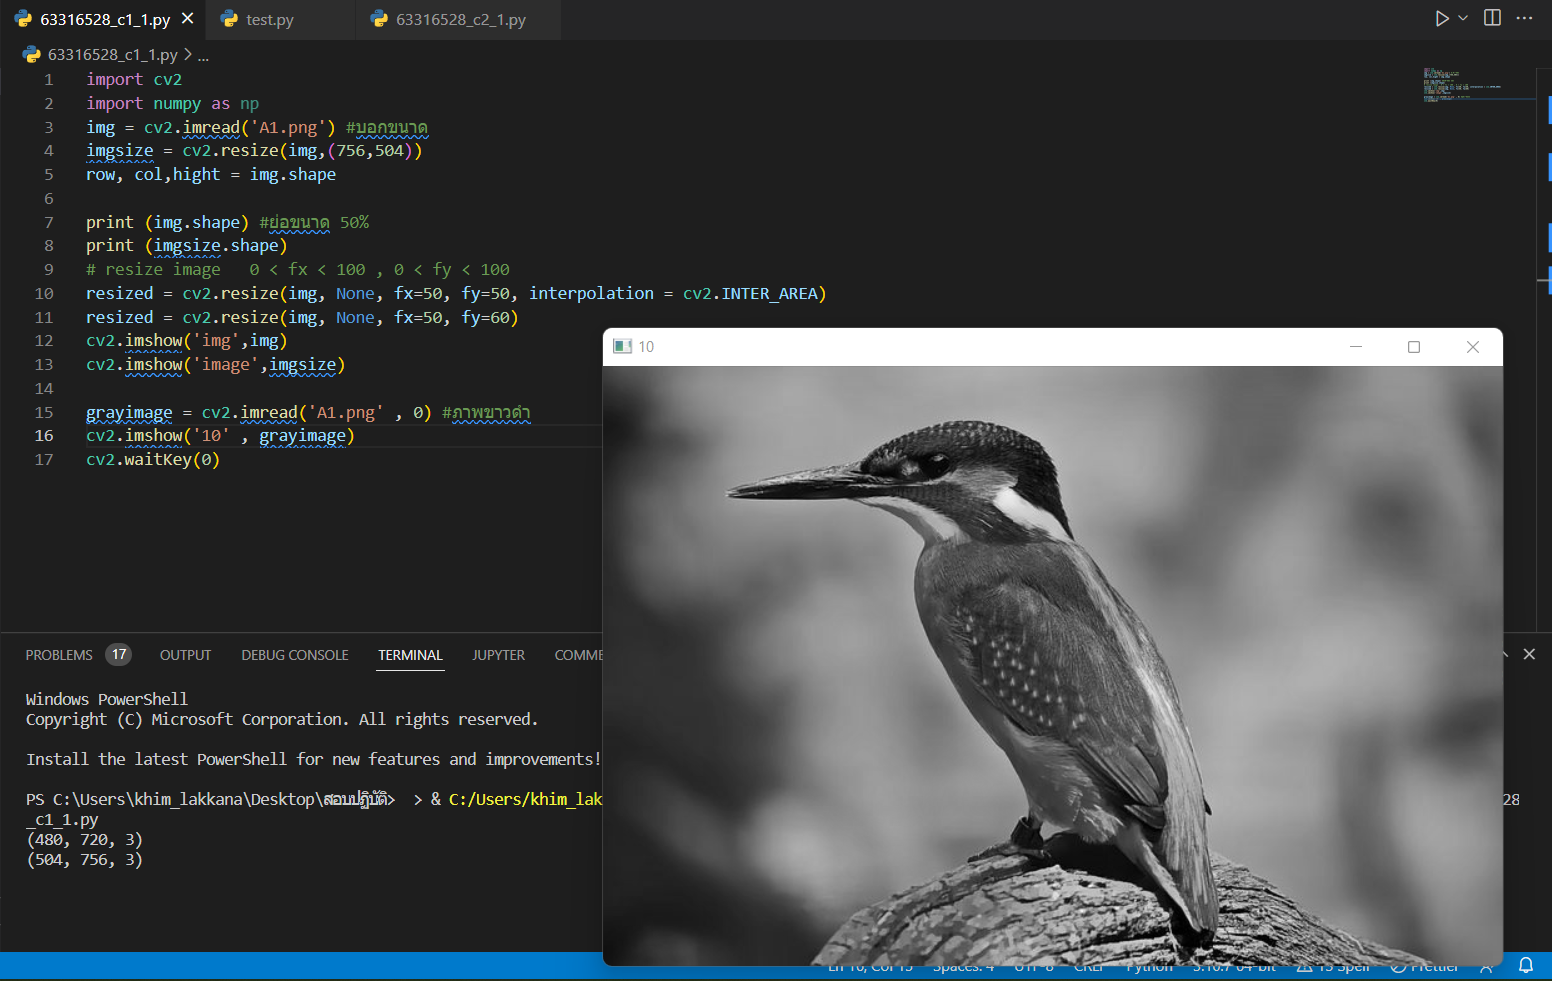 63316528_c1_1.py
test.py
63316528_c2_1.py
63316528_c1_1.py > ...
1 import cv2
2 import numpy as np
3 img = cv2.imread('A1.png') #บอกขนาด
4 imgsize = cv2.resize(img,(756,504))
5 row, col,hight = img.shape
6
7 print (img.shape) #ย่อขนาด 50%
8 print (imgsize.shape)
9 # resize image   0 < fx < 100 , 0 < fy < 100
10 resized = cv2.resize(img, None, fx=50, fy=50, interpolation = cv2.INTER_AREA)
11 resized = cv2.resize(img, None, fx=50, fy=60)
12 cv2.imshow('img',img)
13 cv2.imshow('image',imgsize)
14
15 grayimage = cv2.imread('A1.png' , 0) #ภาพขาวดำ
16 cv2.imshow('10' , grayimage)
17 cv2.waitKey(0)
10
PROBLEMS 17 OUTPUT DEBUG CONSOLE TERMINAL JUPYTER COMME
Windows PowerShell
Copyright (C) Microsoft Corporation. All rights reserved.
Install the latest PowerShell for new features and improvements!
PS C:\Users\khim_lakkana\Desktop\สอบปฏิบัติ> > & C:/Users/khim_lak 28
_c1_1.py
(480, 720, 3)
(504, 756, 3)
Ln 16, Col 15 Spaces: 4 UTF-8 CRLF Python 3.10.7 64-bit 15 Spell Prettier